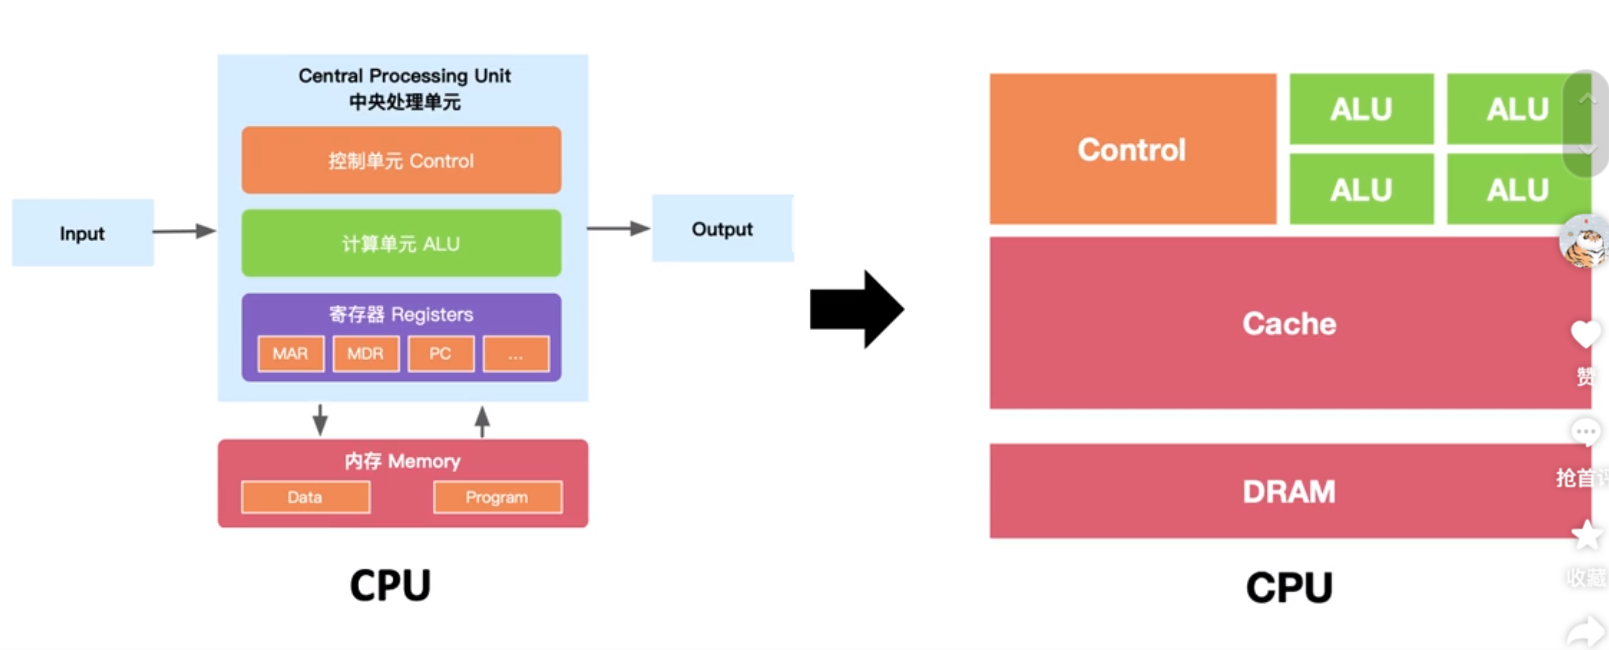 Central Processing Unit
中央处理单元
控制单元 Control
计算单元 ALU
寄存器 Registers
MAR
MDR
PC
...
Input
Output
内存 Memory
Data
Program
CPU
Control
ALU
ALU
ALU
ALU
Cache
DRAM
CPU
赞
抢首评
收藏